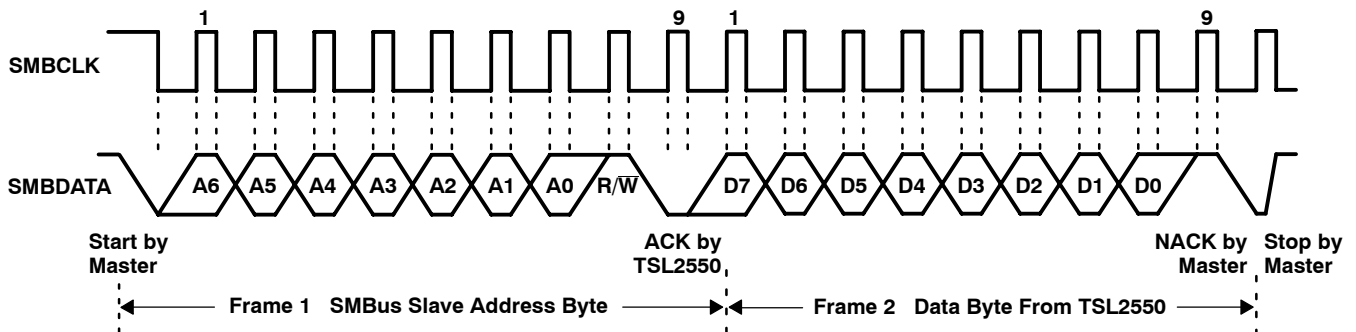 1 9 1 9
SMBCLK
SMBDATA A6 A5 A4 A3 A2 A1 A0 R/W̅ D7 D6 D5 D4 D3 D2 D1 D0
Start by
Master
ACK by
TSL2550
NACK by
Master
Stop by
Master
Frame 1 SMBus Slave Address Byte
Frame 2 Data Byte From TSL2550